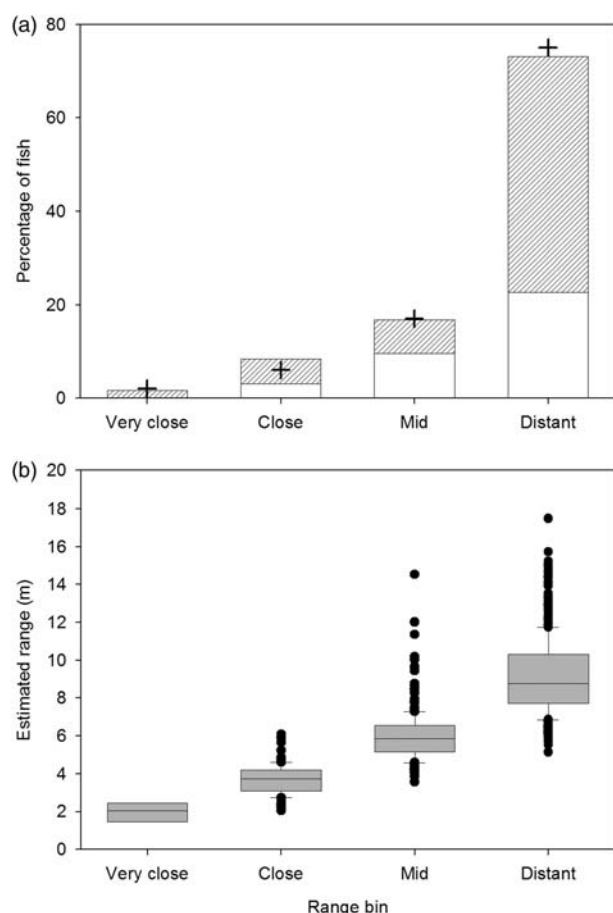 (a)
80
60
40
20
0
Percentage of fish
Very close Close Mid Distant
(b)
20
18
16
14
12
10
8
6
4
2
0
Estimated range (m)
Very close Close Mid Distant
Range bin